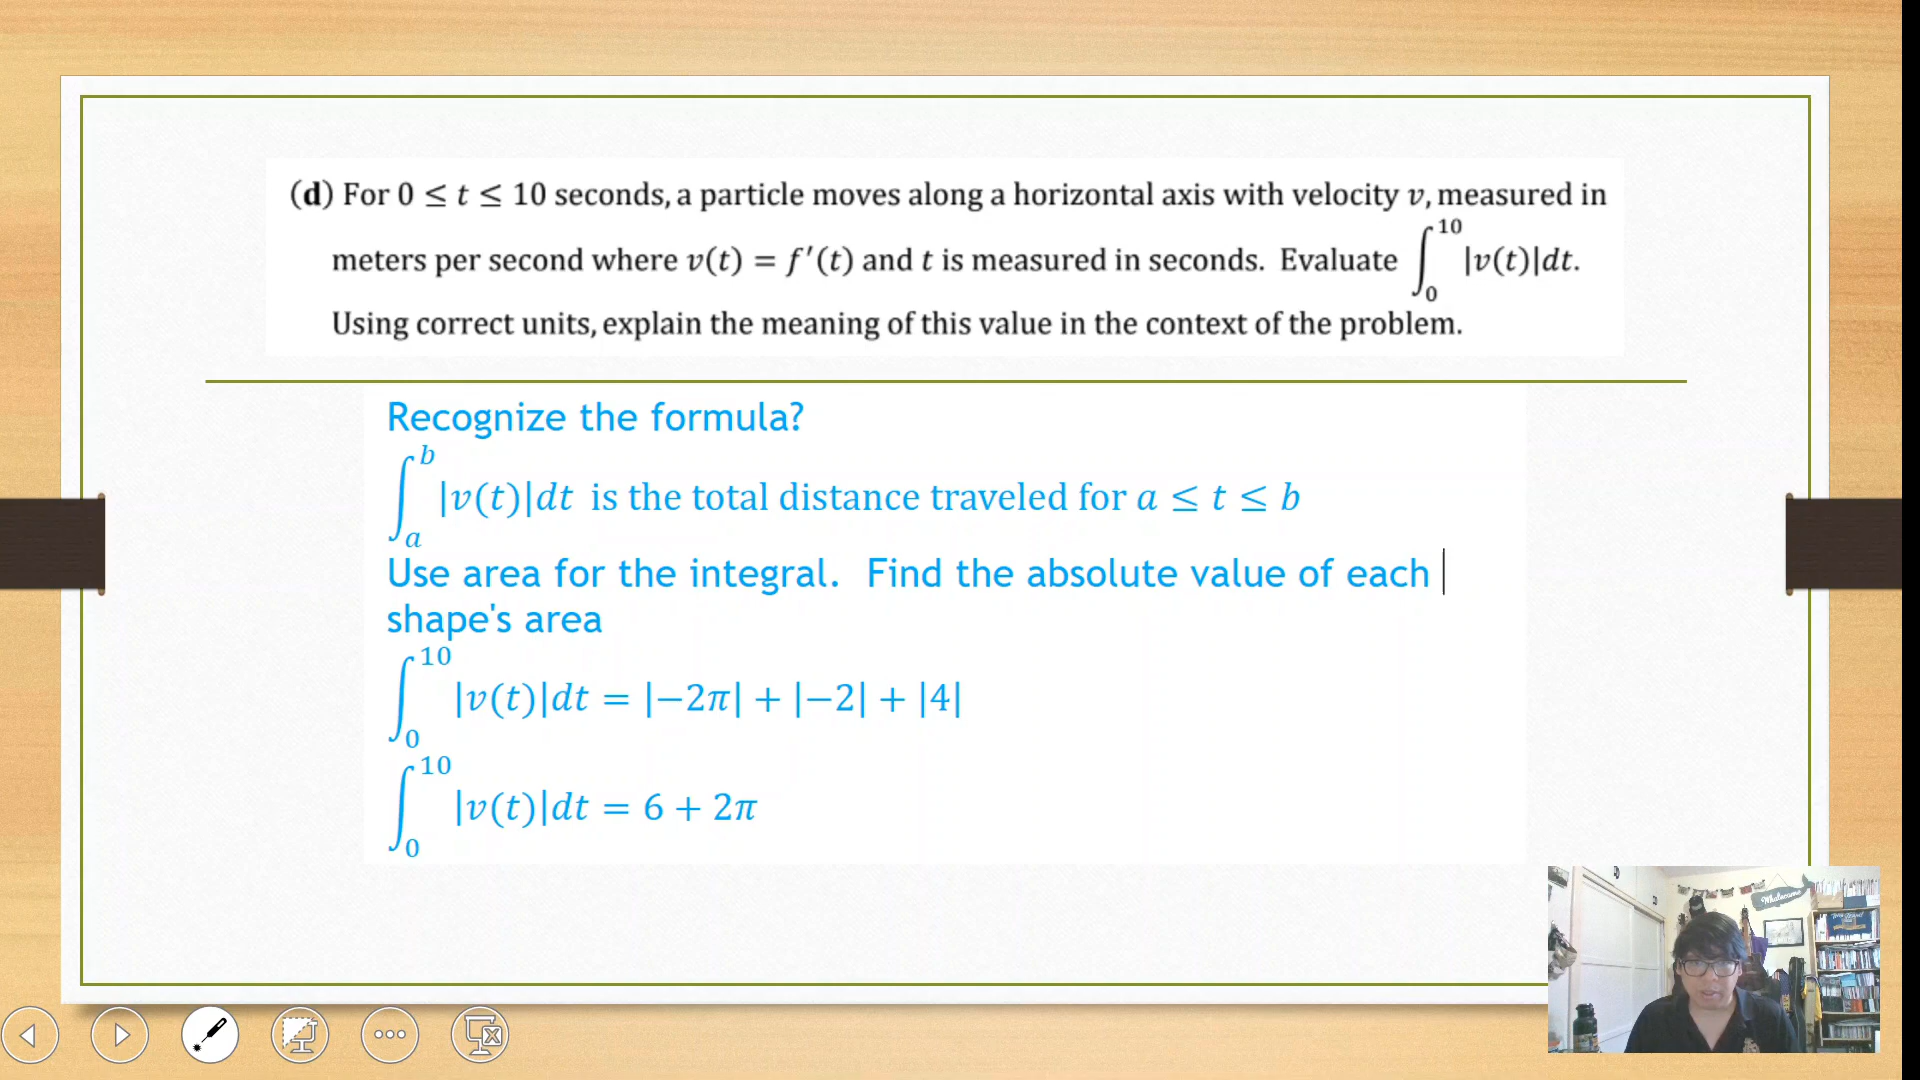 (d) For 0 ≤ t ≤ 10 seconds, a particle moves along a horizontal axis with velocity v, measured in
meters per second where v(t) = f′(t) and t is measured in seconds. Evaluate ∫₀¹⁰ |v(t)|dt.
Using correct units, explain the meaning of this value in the context of the problem.
Recognize the formula?
∫ₐᵇ |v(t)|dt is the total distance traveled for a ≤ t ≤ b
Use area for the integral. Find the absolute value of each
shape's area
∫₀¹⁰ |v(t)|dt = |−2π| + |−2| + |4|
∫₀¹⁰ |v(t)|dt = 6 + 2π